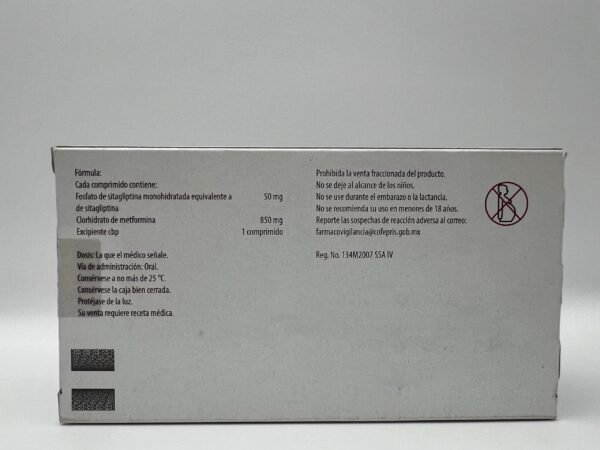 Fórmula:
Cada comprimido contiene:
Fosfato de sitagliptina monohidratada equivalente a 50 mg
de sitagliptina
Clorhidrato de metformina 850 mg
Excipiente cbp 1 comprimido
Dosis: La que el médico señale.
Vía de administración: Oral.
Consérvese a no más de 25 °C.
Consérvese la caja bien cerrada.
Protéjase de la luz.
Su venta requiere receta médica.
Prohibida la venta fraccionada del producto.
No se deje al alcance de los niños.
No se use durante el embarazo o la lactancia.
No se recomienda su uso en menores de 18 años.
Reporte las sospechas de reacción adversa al correo:
farmacovigilancia@cofepris.gob.mx
Reg. No. 134M2007 SSA IV